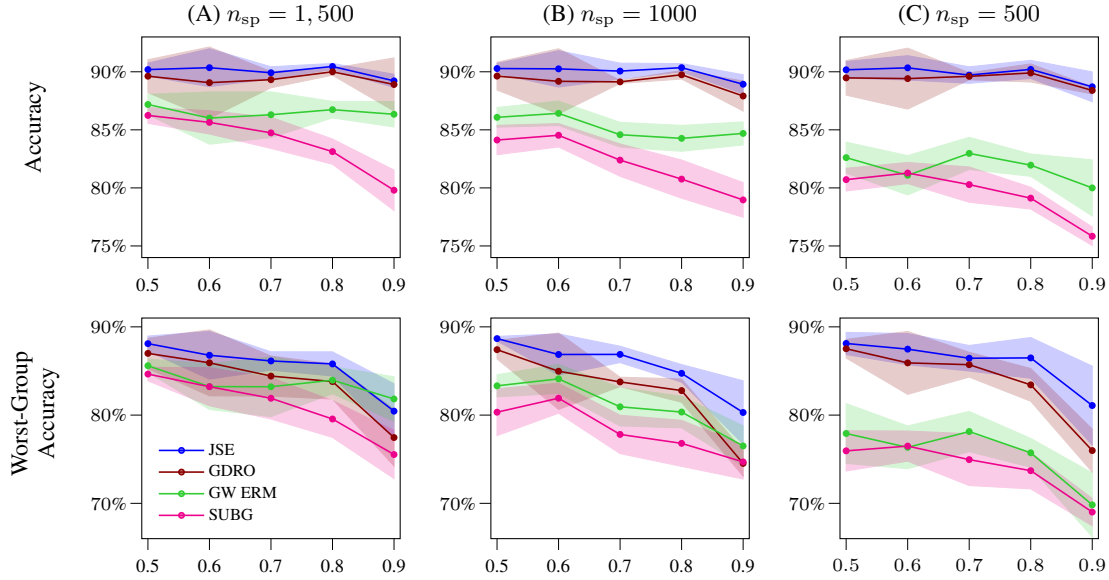 (A) n_sp = 1, 500
(B) n_sp = 1000
(C) n_sp = 500
Accuracy
90%
85%
80%
75%
0.5 0.6 0.7 0.8 0.9
90%
85%
80%
75%
0.5 0.6 0.7 0.8 0.9
90%
85%
80%
75%
0.5 0.6 0.7 0.8 0.9
Worst-Group
Accuracy
90%
80%
70%
JSE
GDRO
GW ERM
SUBG
0.5 0.6 0.7 0.8 0.9
90%
80%
70%
0.5 0.6 0.7 0.8 0.9
90%
80%
70%
0.5 0.6 0.7 0.8 0.9